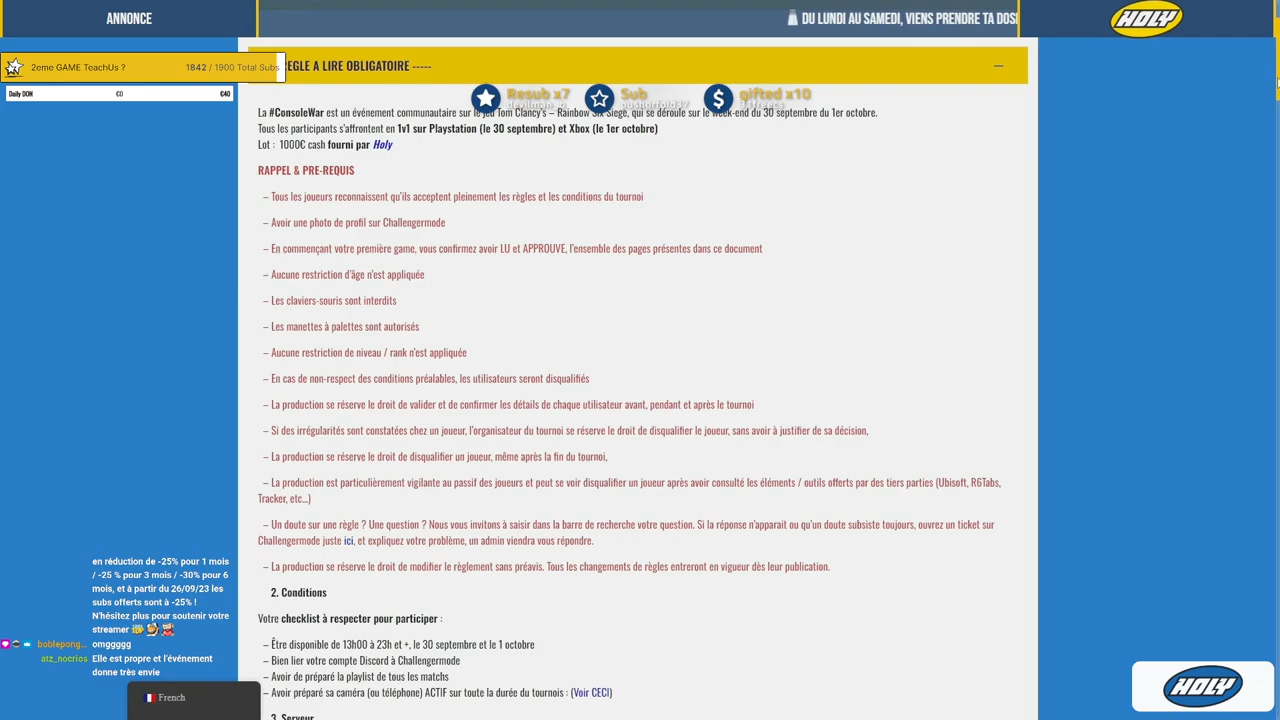 ANNONCE
DU LUNDI AU SAMEDI, VIENS PRENDRE TA DOS
HOLY
2eme GAME TeachUs ?
1842 / 1900 Total Subs
Daily DON
€0
€40
REGLE A LIRE OBLIGATOIRE -----
Resub x7
Sub
gifted x10
La #ConsoleWar est un événement communautaire sur le jeu Tom Clancy's – Rainbow Six Siege, qui se déroule sur le week-end du 30 septembre du 1er octobre.
Tous les participants s'affrontent en 1v1 sur Playstation (le 30 septembre) et Xbox (le 1er octobre)
Lot : 1000€ cash fourni par Holy
RAPPEL & PRE-REQUIS
– Tous les joueurs reconnaissent qu'ils acceptent pleinement les règles et les conditions du tournoi
– Avoir une photo de profil sur Challengermode
– En commençant votre première game, vous confirmez avoir LU et APPROUVE, l'ensemble des pages présentes dans ce document
– Aucune restriction d'âge n'est appliquée
– Les claviers-souris sont interdits
– Les manettes à palettes sont autorisés
– Aucune restriction de niveau / rank n'est appliquée
– En cas de non-respect des conditions préalables, les utilisateurs seront disqualifiés
– La production se réserve le droit de valider et de confirmer les détails de chaque utilisateur avant, pendant et après le tournoi
– Si des irrégularités sont constatées chez un joueur, l'organisateur du tournoi se réserve le droit de disqualifier le joueur, sans avoir à justifier de sa décision,
– La production se réserve le droit de disqualifier un joueur, même après la fin du tournoi,
– La production est particulièrement vigilante au passif des joueurs et peut se voir disqualifier un joueur après avoir consulté les éléments / outils offerts par des tiers parties (Ubisoft, R6Tabs,
Tracker, etc...)
– Un doute sur une règle ? Une question ? Nous vous invitons à saisir dans la barre de recherche votre question. Si la réponse n'apparait ou qu'un doute subsiste toujours, ouvrez un ticket sur
Challengermode juste ici, et expliquez votre problème, un admin viendra vous répondre.
– La production se réserve le droit de modifier le règlement sans préavis. Tous les changements de règles entreront en vigueur dès leur publication.
2. Conditions
Votre checklist à respecter pour participer :
– Être disponible de 13h00 à 23h et +, le 30 septembre et le 1 octobre
– Bien lier votre compte Discord à Challengermode
– Avoir de préparé la playlist de tous les matchs
– Avoir préparé sa caméra (ou téléphone) ACTIF sur toute la durée du tournois : (Voir CECI)
3. Serveur
en réduction de -25% pour 1 mois
/ -25 % pour 3 mois / -30% pour 6
mois, et à partir du 26/09/23 les
subs offerts sont à -25% !
N'hésitez plus pour soutenir votre
streamer
boblepong... omggggg
atz_nocrios Elle est propre et l'événement
donne très envie
French
HOLY